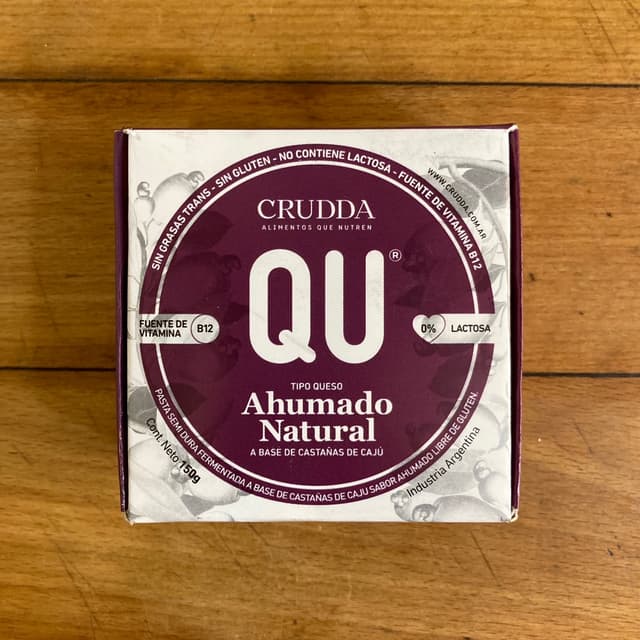 SIN GRASAS TRANS - SIN GLUTEN - NO CONTIENE LACTOSA - FUENTE DE VITAMINA B12
WWW.CRUDDA.COM.AR
CRUDDA
ALIMENTOS QUE NUTREN
QU®
FUENTE DE
VITAMINA
B12
0%
LACTOSA
TIPO QUESO
Ahumado
Natural
A BASE DE CASTAÑAS DE CAJÚ
PASTA SEMI DURA FERMENTADA A BASE DE CASTAÑAS DE CAJU SABOR AHUMADO LIBRE DE GLUTEN.
Cont. Neto 150g
Industria Argentina